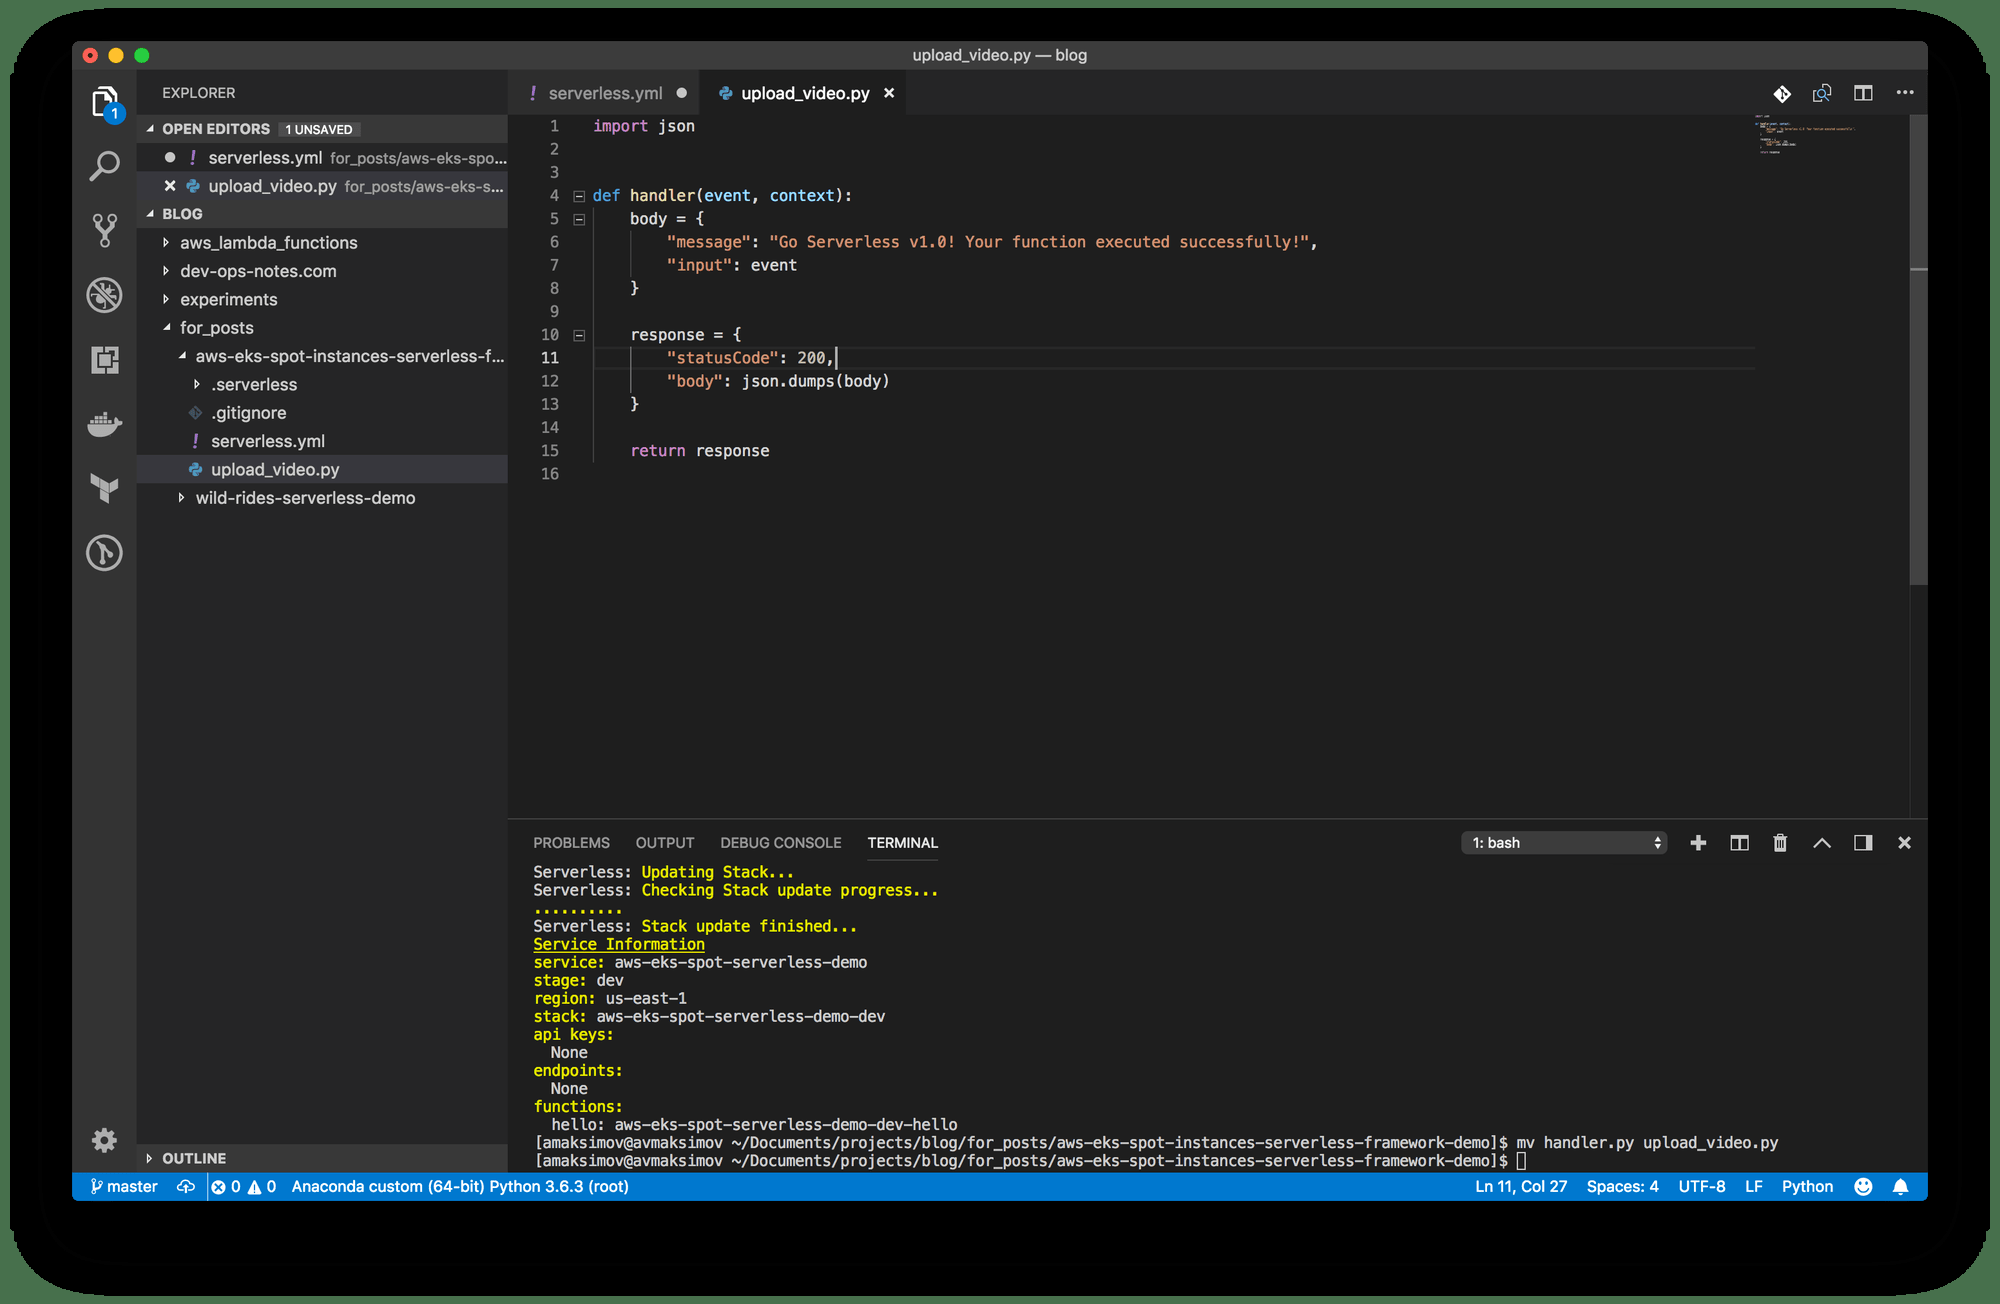 upload_video.py — blog
1
EXPLORER
OPEN EDITORS 1 UNSAVED
! serverless.yml for_posts/aws-eks-spo...
upload_video.py for_posts/aws-eks-s...
BLOG
aws_lambda_functions
dev-ops-notes.com
experiments
for_posts
aws-eks-spot-instances-serverless-f...
.serverless
.gitignore
! serverless.yml
upload_video.py
wild-rides-serverless-demo
OUTLINE
! serverless.yml
upload_video.py
1 import json
2
3
4 def handler(event, context):
5 body = {
6 "message": "Go Serverless v1.0! Your function executed successfully!",
7 "input": event
8 }
9
10 response = {
11 "statusCode": 200,
12 "body": json.dumps(body)
13 }
14
15 return response
16
PROBLEMS OUTPUT DEBUG CONSOLE TERMINAL 1: bash
Serverless: Updating Stack...
Serverless: Checking Stack update progress...
..........
Serverless: Stack update finished...
Service Information
service: aws-eks-spot-serverless-demo
stage: dev
region: us-east-1
stack: aws-eks-spot-serverless-demo-dev
api keys:
None
endpoints:
None
functions:
hello: aws-eks-spot-serverless-demo-dev-hello
[amaksimov@avmaksimov ~/Documents/projects/blog/for_posts/aws-eks-spot-instances-serverless-framework-demo]$ mv handler.py upload_video.py
[amaksimov@avmaksimov ~/Documents/projects/blog/for_posts/aws-eks-spot-instances-serverless-framework-demo]$
master 0 0 Anaconda custom (64-bit) Python 3.6.3 (root) Ln 11, Col 27 Spaces: 4 UTF-8 LF Python